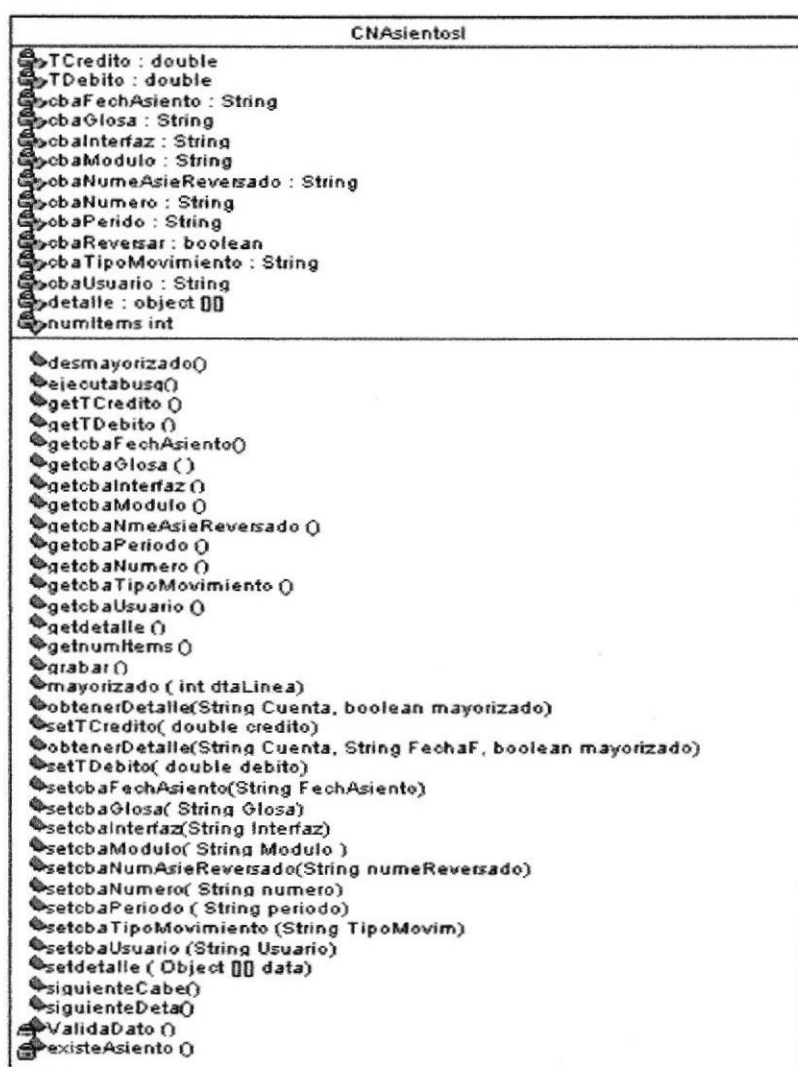 CNAsientosI
TCredito : double
TDebito : double
cbaFechAsiento : String
cbaGlosa : String
cbaInterfaz : String
cbaModulo : String
cbaNumeAsieReversado : String
cbaNumero : String
cbaPerido : String
cbaReversar : boolean
cbaTipoMovimiento : String
cbaUsuario : String
detalle : object [][]
numItems int
desmayorizado()
ejecutabusq()
getTCredito ()
getTDebito ()
getcbaFechAsiento()
getcbaGlosa ( )
getcbaInterfaz ()
getcbaModulo ()
getcbaNmeAsieReversado ()
getcbaPeriodo ()
getcbaNumero ()
getcbaTipoMovimiento ()
getcbaUsuario ()
getdetalle ()
getnumItems ()
grabar ()
mayorizado ( int dtaLinea)
obtenerDetalle(String Cuenta, boolean mayorizado)
setTCredito( double credito)
obtenerDetalle(String Cuenta, String FechaF, boolean mayorizado)
setTDebito( double debito)
setcbaFechAsiento(String FechAsiento)
setcbaGlosa( String Glosa)
setcbaInterfaz(String Interfaz)
setcbaModulo( String Modulo )
setcbaNumAsieReversado(String numeReversado)
setcbaNumero( String numero)
setcbaPeriodo ( String periodo)
setcbaTipoMovimiento (String TipoMovim)
setcbaUsuario (String Usuario)
setdetalle ( Object [][] data)
siguienteCabe()
siguienteDeta()
ValidaDato ()
existeAsiento ()